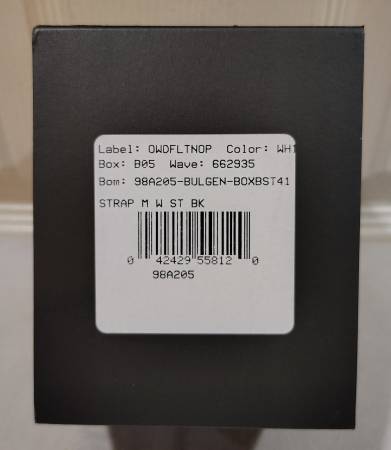 Label: OWDFLTNOP Color: WHI
Box: B05 Wave: 662935
Bom: 98A205-BULGEN-BOXBST41
STRAP M W ST BK
0 42429 55812 0
98A205